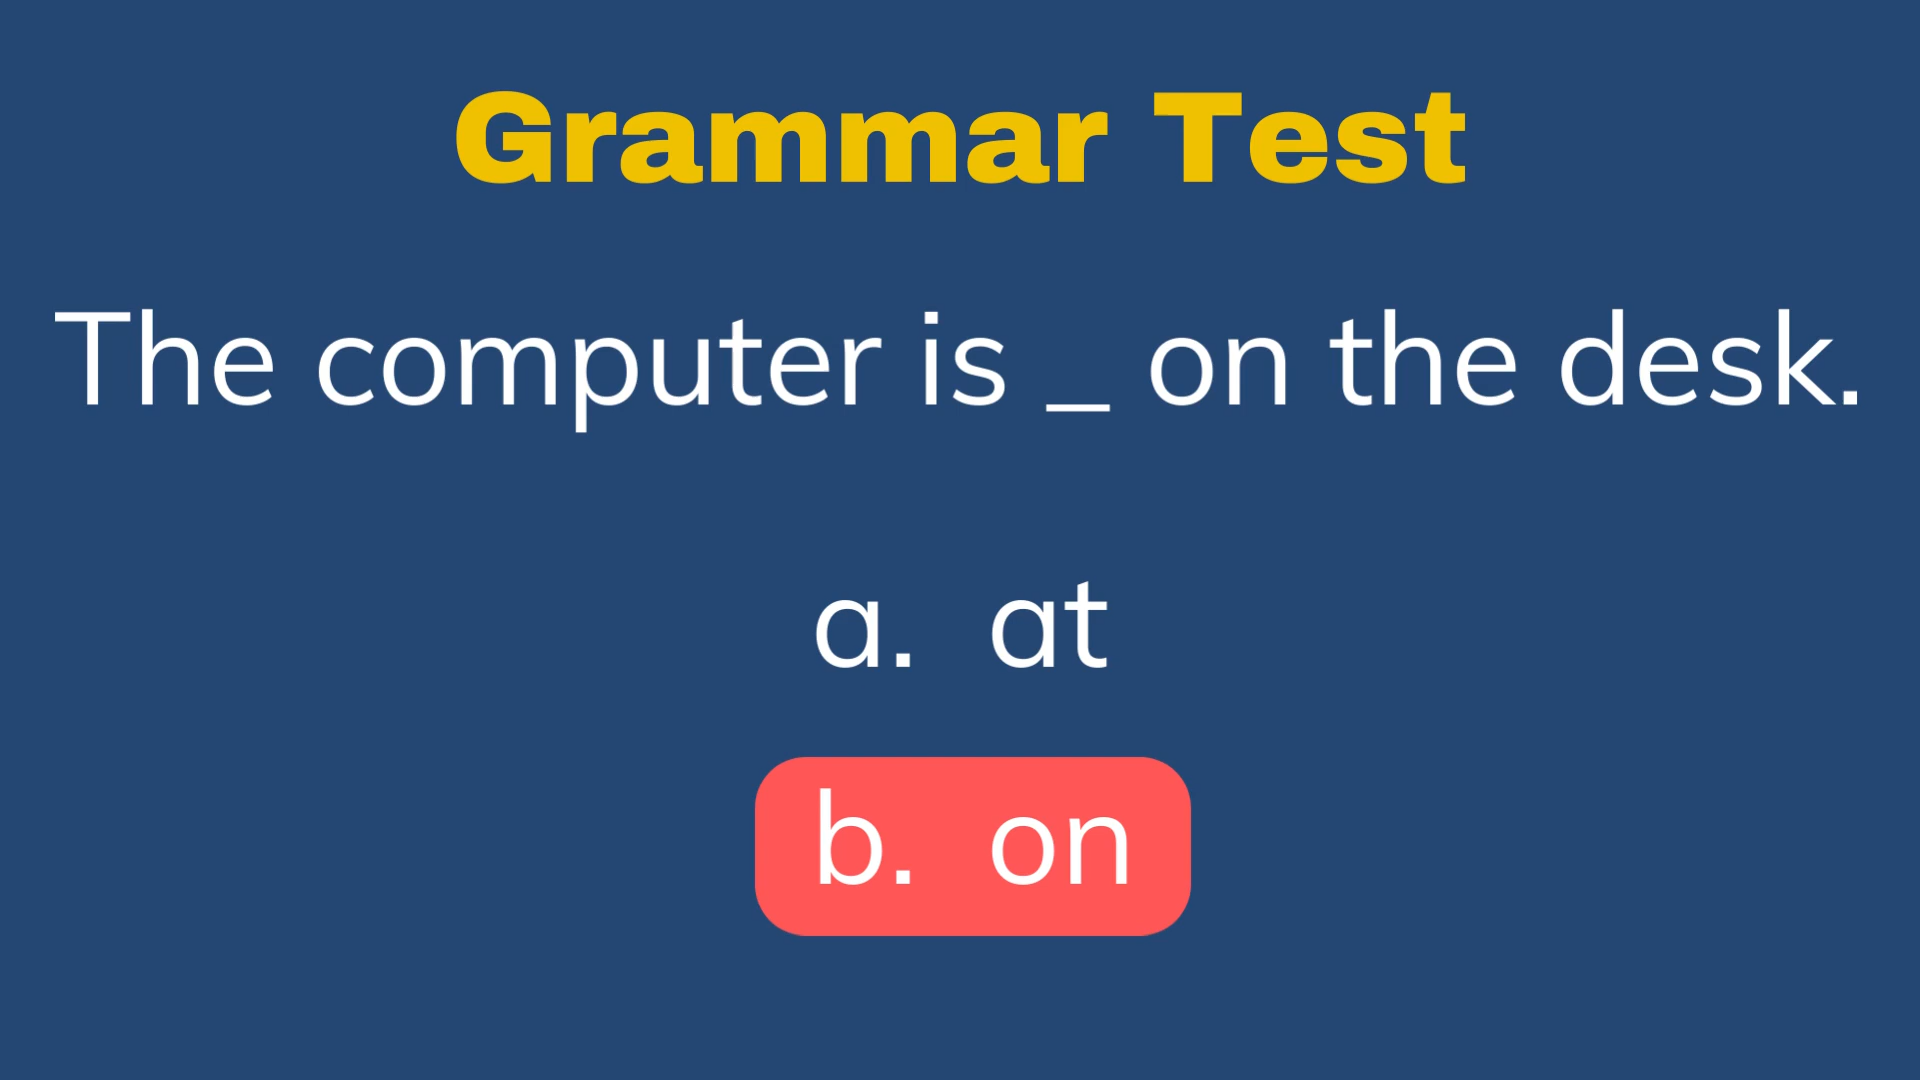 Grammar Test
The computer is _ on the desk.
a. at
b. on